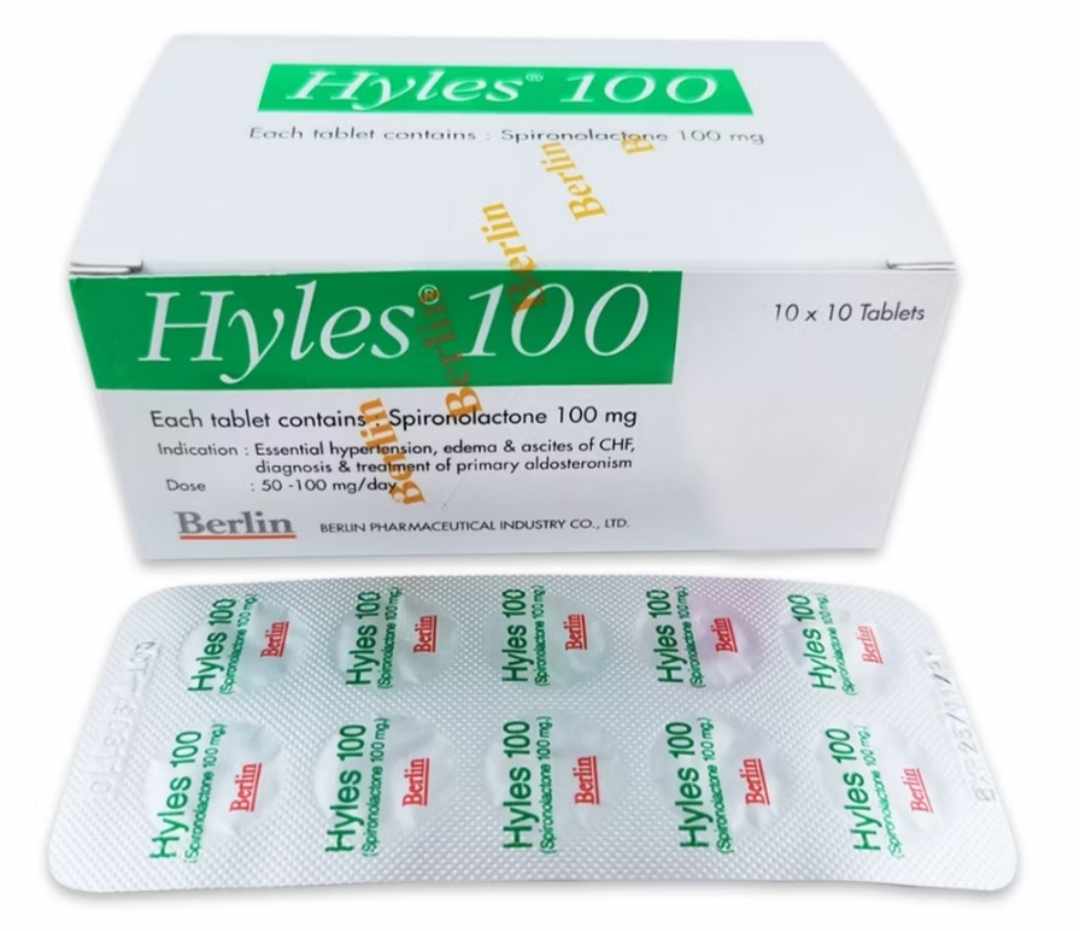 Hyles® 100
Each tablet contains : Spironolactone 100 mg
Berlin
Berlin
Berlin
Berlin
Hyles® 100
10 x 10 Tablets
Each tablet contains : Spironolactone 100 mg
Indication : Essential hypertension, edema & ascites of CHF,
diagnosis & treatment of primary aldosteronism
Dose : 50 -100 mg/day
Berlin
BERLIN PHARMACEUTICAL INDUSTRY CO., LTD.
Hyles 100
(Spironolactone 100 mg.)
Berlin
Hyles 100
(Spironolactone 100 mg.)
Berlin
Hyles 100
(Spironolactone 100 mg.)
Berlin
Hyles 100
(Spironolactone 100 mg.)
Berlin
Hyles 100
(Spironolactone 100 mg.)
Berlin
Hyles 100
(Spironolactone 100 mg.)
Berlin
Hyles 100
(Spironolactone 100 mg.)
Berlin
Hyles 100
(Spironolactone 100 mg.)
Berlin
Hyles 100
(Spironolactone 100 mg.)
Berlin
Hyles 100
(Spironolactone 100 mg.)
Berlin